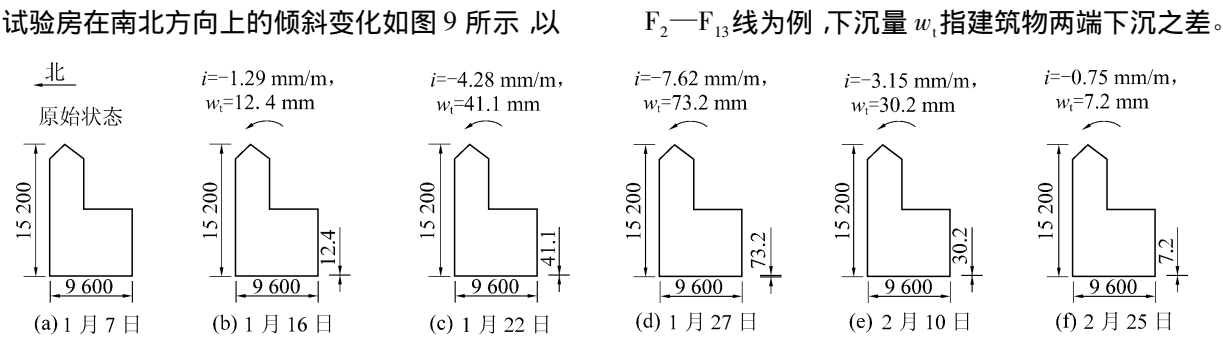 试验房在南北方向上的倾斜变化如图 9 所示 ,以 F₂—F₁₃线为例 ,下沉量 wₜ指建筑物两端下沉之差。
北
原始状态
15 200
9 600
(a) 1 月 7 日
i=−1.29 mm/m，
wₜ=12. 4 mm
15 200
12.4
9 600
(b) 1 月 16 日
i=−4.28 mm/m，
wₜ=41.1 mm
15 200
41.1
9 600
(c) 1 月 22 日
i=−7.62 mm/m，
wₜ=73.2 mm
15 200
73.2
9 600
(d) 1 月 27 日
i=−3.15 mm/m，
wₜ=30.2 mm
15 200
30.2
9 600
(e) 2 月 10 日
i=−0.75 mm/m，
wₜ=7.2 mm
15 200
7.2
9 600
(f) 2 月 25 日